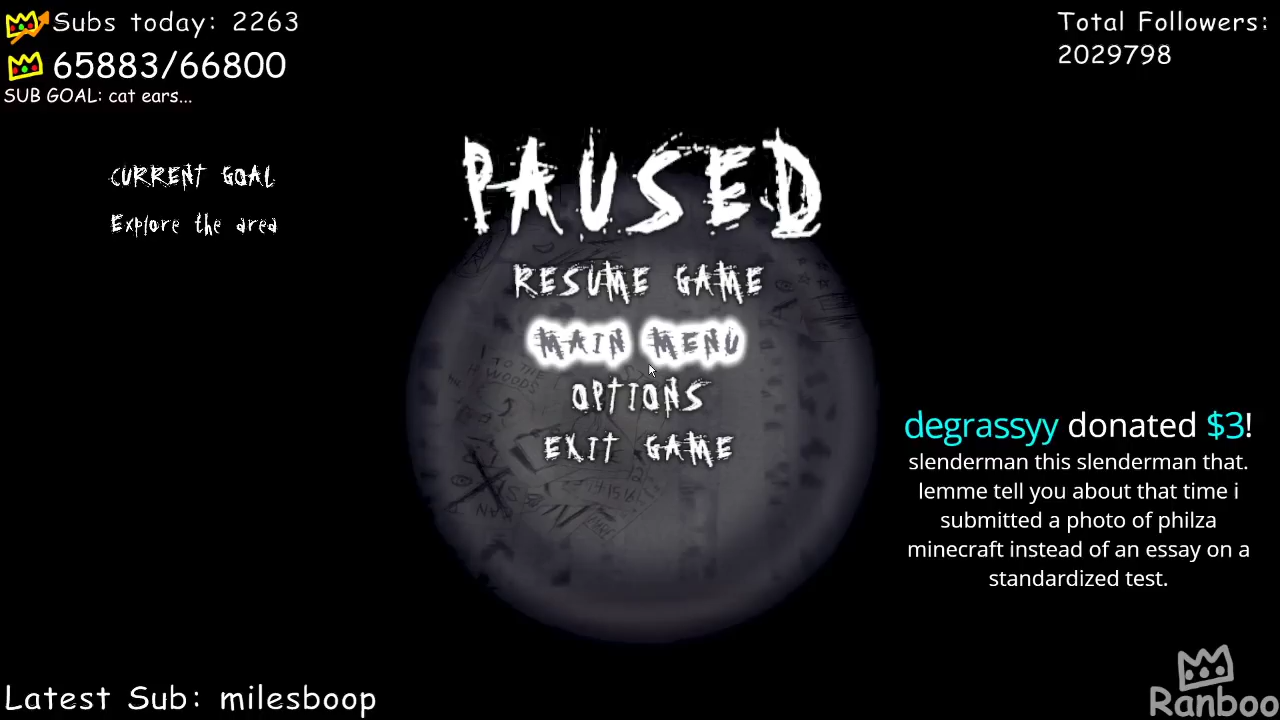 Subs today: 2263
65883/66800
SUB GOAL: cat ears...
Total Followers:
2029798
CURRENT GOAL
Explore the area
PAUSED
RESUME GAME
MAIN MENU
OPTIONS
EXIT GAME
degrassyy donated $3!
slenderman this slenderman that.
lemme tell you about that time i
submitted a photo of philza
minecraft instead of an essay on a
standardized test.
Latest Sub: milesboop
Ranboo